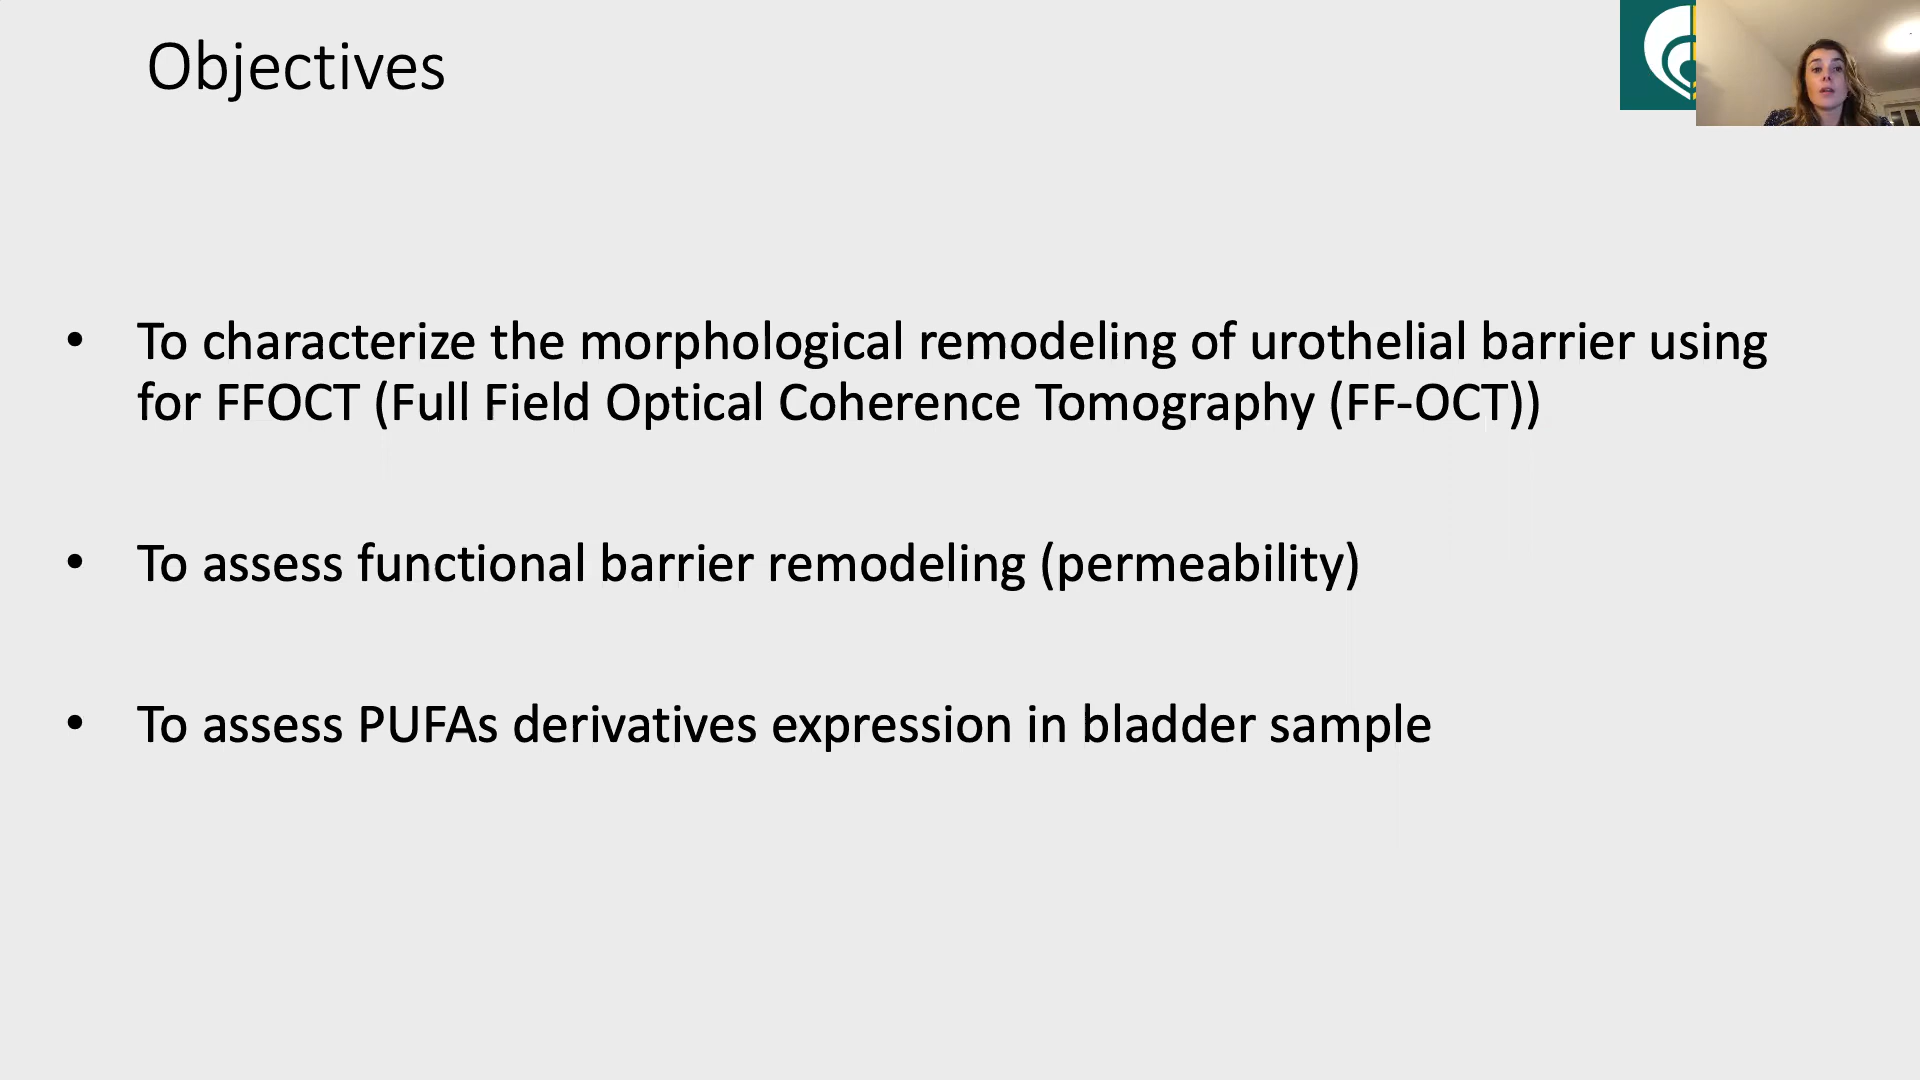 Objectives
• To characterize the morphological remodeling of urothelial barrier using
for FFOCT (Full Field Optical Coherence Tomography (FF-OCT))
• To assess functional barrier remodeling (permeability)
• To assess PUFAs derivatives expression in bladder sample